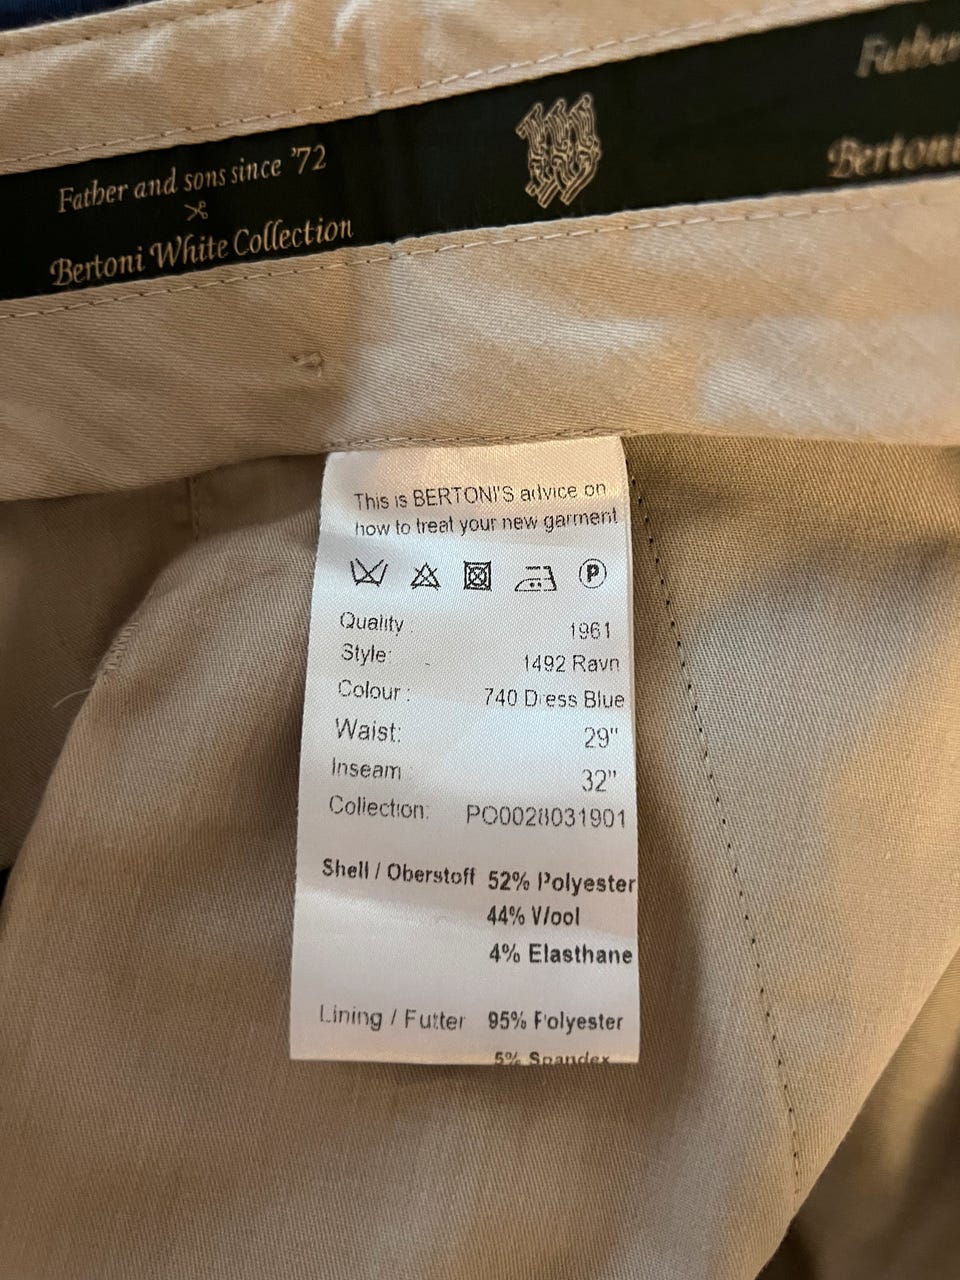 Father and sons since '72
Bertoni White Collection
Father
Bertoni
This is BERTONI'S advice on
how to treat your new garment
P
Quality : 1961
Style: 1492 Ravn
Colour : 740 Dress Blue
Waist: 29"
Inseam : 32"
Collection: PO0028031901
Shell / Oberstoff 52% Polyester
44% Wool
4% Elasthane
Lining / Futter 95% Polyester
5% Spandex